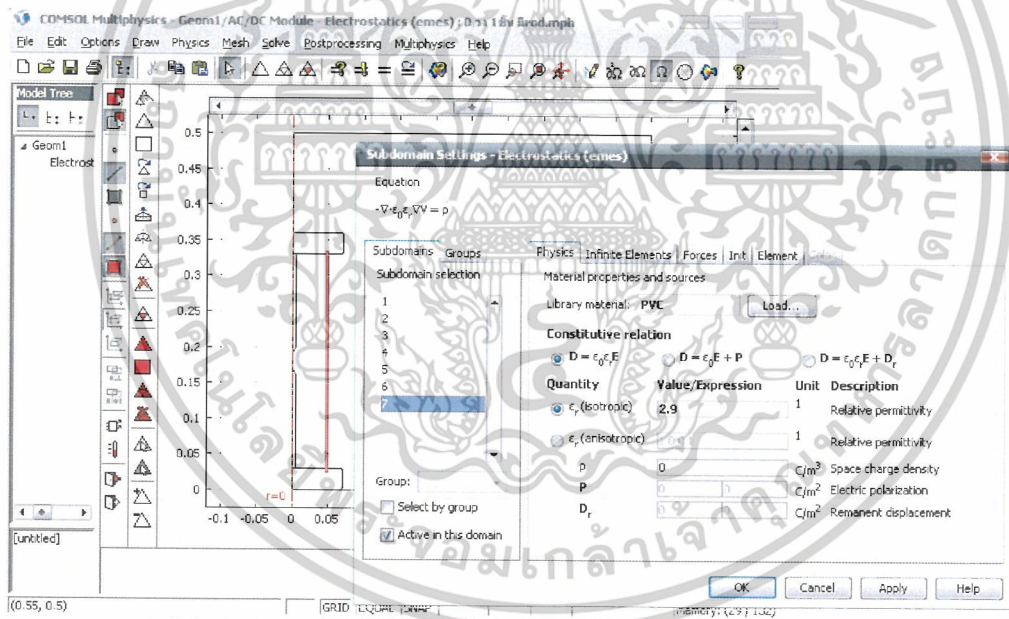 COMSOL Multiphysics - Geom1/AC/DC Module - Electrostatics (emes) :
File Edit Options Draw Physics Mesh Solve Postprocessing Multiphysics Help
Model Tree
Geom1
Electrost
0.5
0.45
0.4
0.35
0.3
0.25
0.2
0.15
0.1
0.05
0
r=0
-0.1 -0.05 0 0.05
[untitled]
(0.55, 0.5)
GRID EQUAL SNAP
Subdomain Settings - Electrostatics (emes)
Equation
-∇·ε₀εᵣ∇V = ρ
Subdomains Groups
Subdomain selection
1
2
3
4
5
6
7
Group:
Select by group
Active in this domain
Physics Infinite Elements Forces Init Element
Material properties and sources
Library material: PVC Load...
Constitutive relation
D = ε₀εᵣE D = ε₀E + P D = ε₀εᵣE + Dᵣ
Quantity Value/Expression Unit Description
εᵣ (isotropic) 2.9 1 Relative permittivity
εᵣ (anisotropic) 1 Relative permittivity
ρ 0 C/m³ Space charge density
P 0 0 C/m² Electric polarization
Dᵣ 0 0 C/m² Remanent displacement
OK Cancel Apply Help